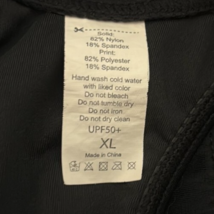 Solid:
82% Nylon
18% Spandex
Print:
82% Polyester
18% Spandex
Hand wash cold water
with liked color
Do not bleach.
Do not tumble dry
Do not iron.
Do not dry clean.
UPF50+
XL
Made in China